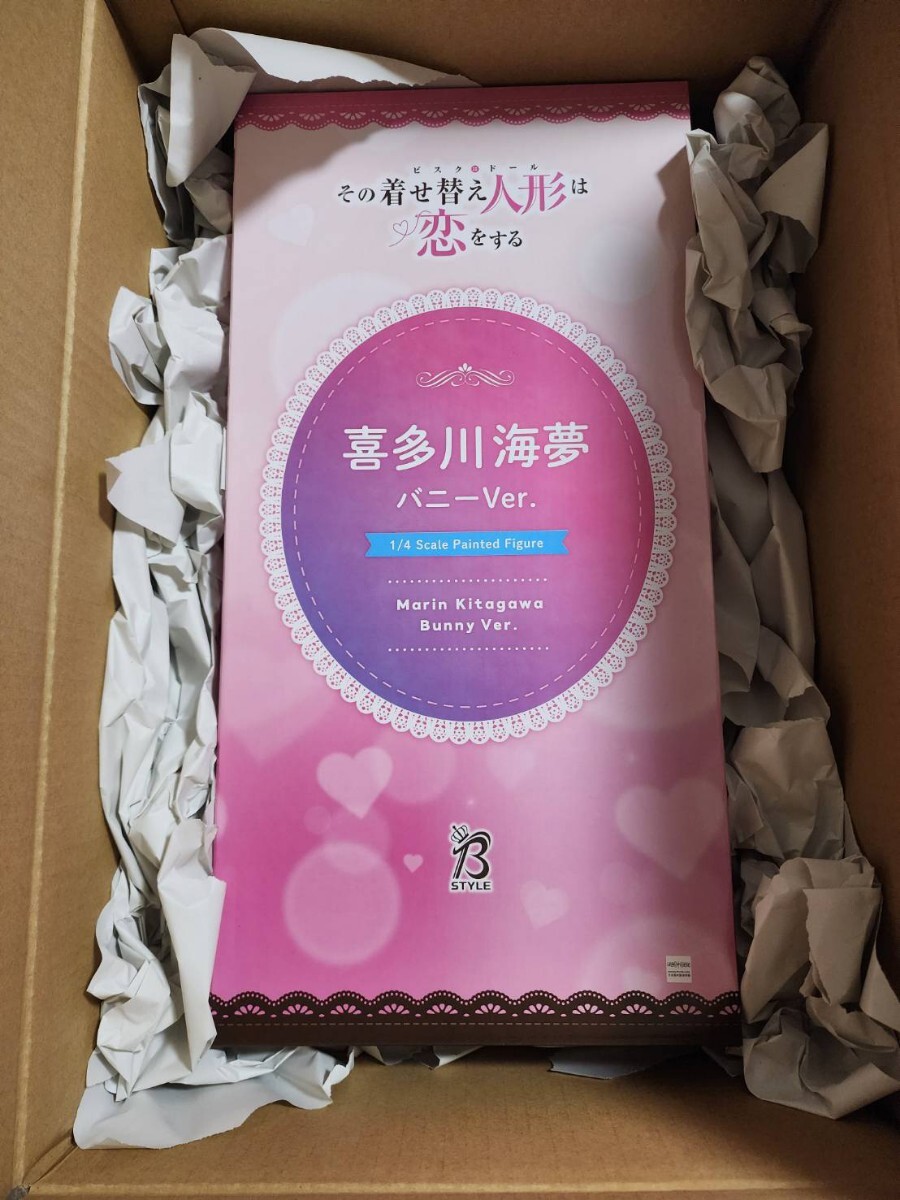 ビスク・ドール
その着せ替え人形は
恋をする
喜多川海夢
バニーVer.
1/4 Scale Painted Figure
Marin Kitagawa
Bunny Ver.
B
STYLE